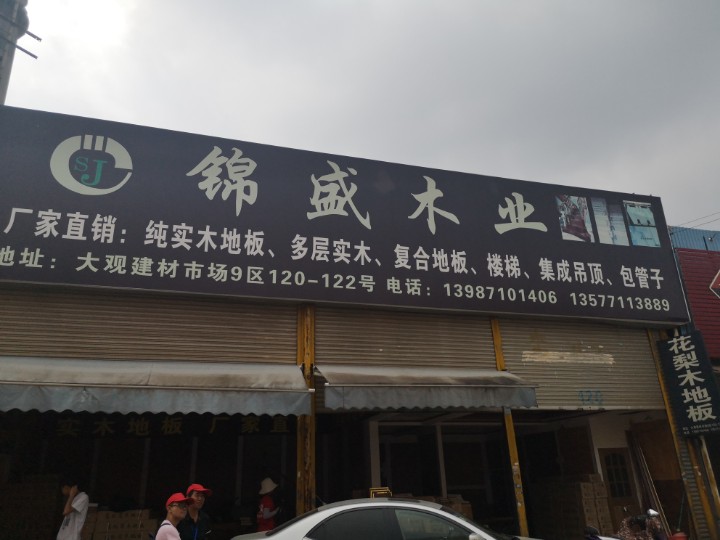 SJ
锦盛木业
厂家直销：纯实木地板、多层实木、复合地板、楼梯、集成吊顶、包管子
地址：大观建材市场9区120-122号 电话：13987101406 13577113889
120
花梨木地板
实木地板 厂家直